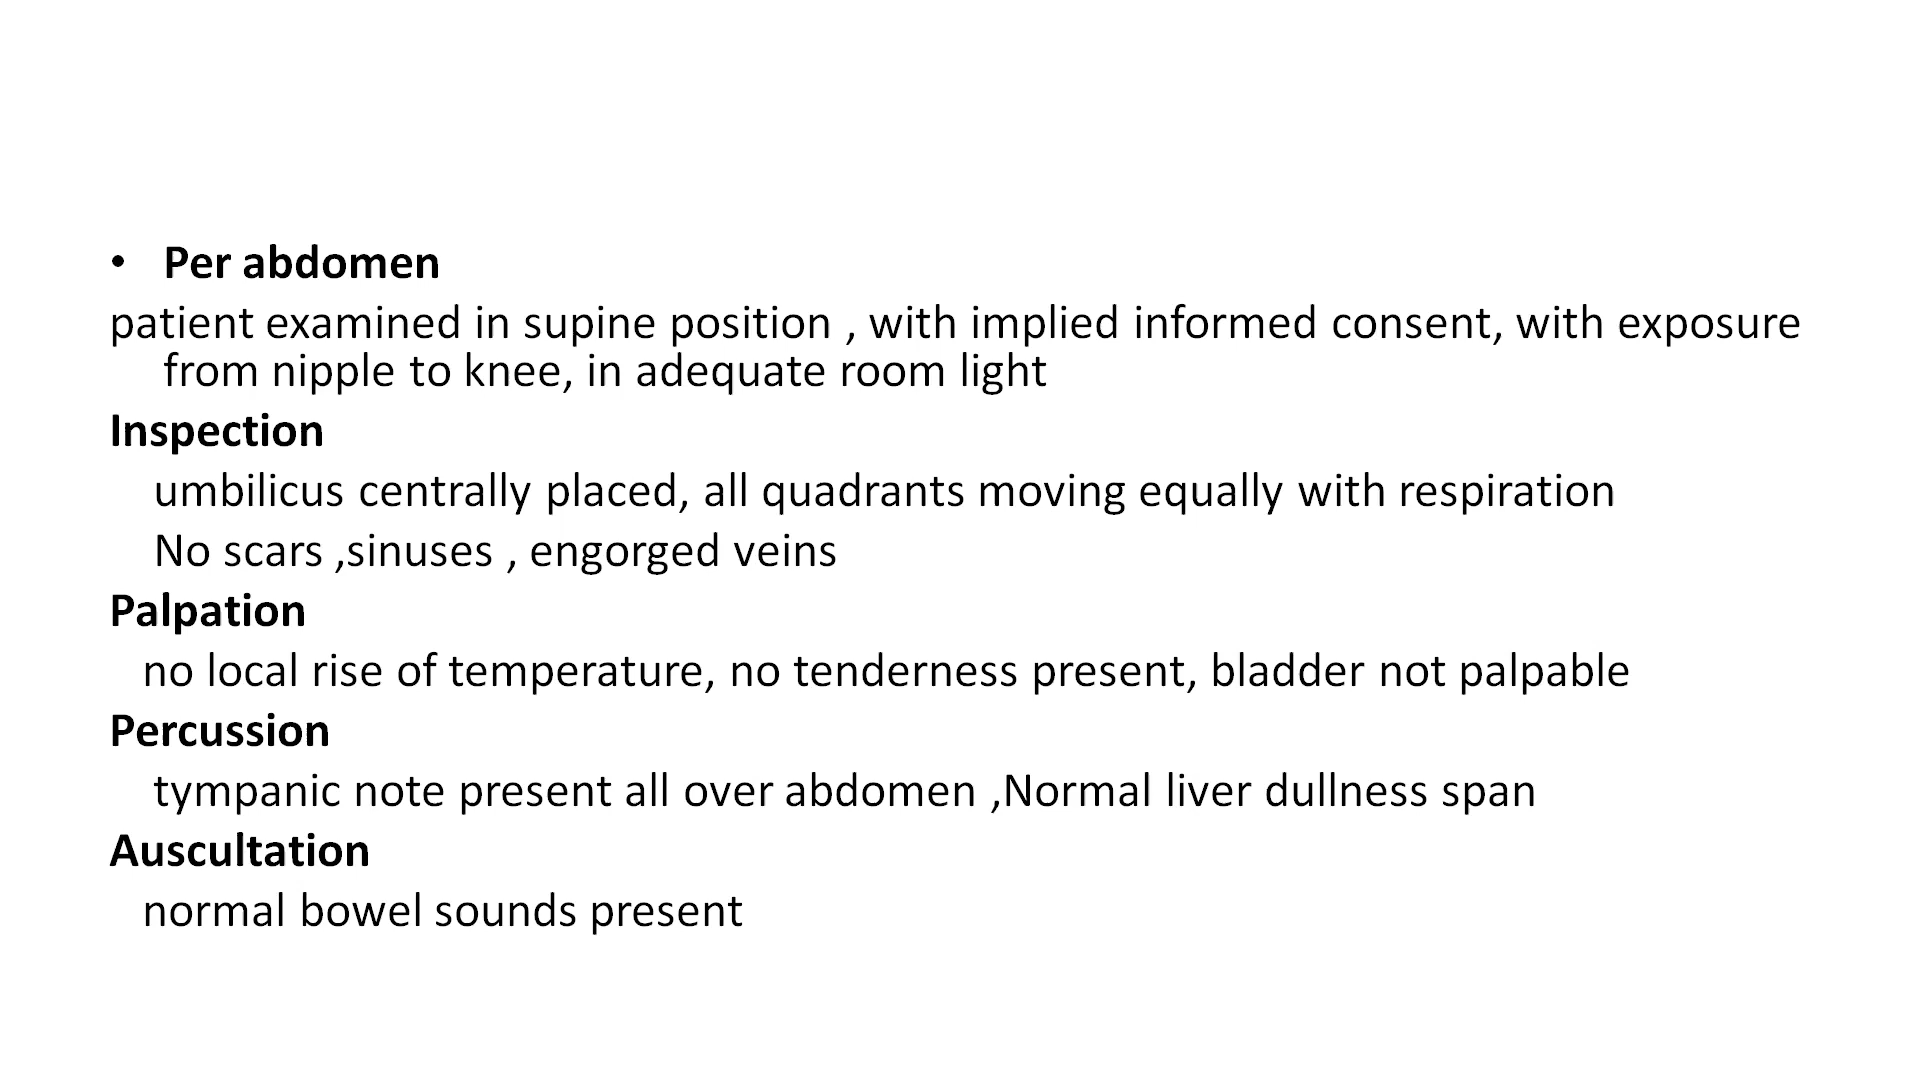 • Per abdomen
patient examined in supine position , with implied informed consent, with exposure
from nipple to knee, in adequate room light
Inspection
umbilicus centrally placed, all quadrants moving equally with respiration
No scars ,sinuses , engorged veins
Palpation
no local rise of temperature, no tenderness present, bladder not palpable
Percussion
tympanic note present all over abdomen ,Normal liver dullness span
Auscultation
normal bowel sounds present